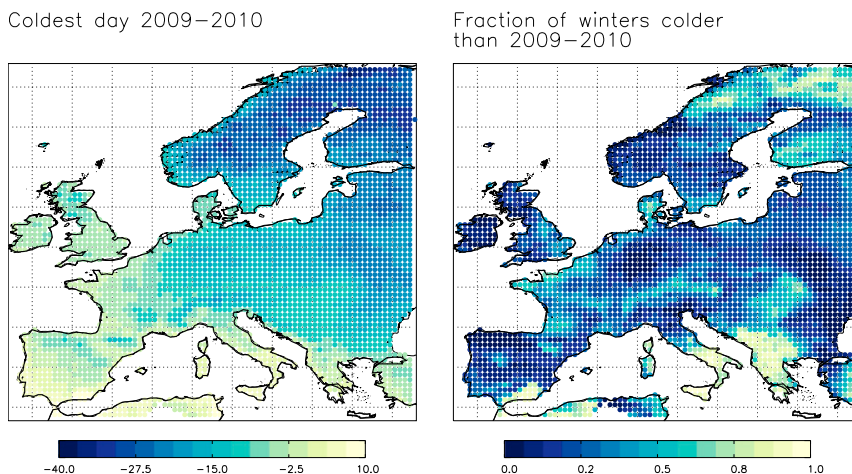 Coldest day 2009−2010
Fraction of winters colder
than 2009−2010
−40.0 −27.5 −15.0 −2.5 10.0
0.0 0.2 0.5 0.8 1.0